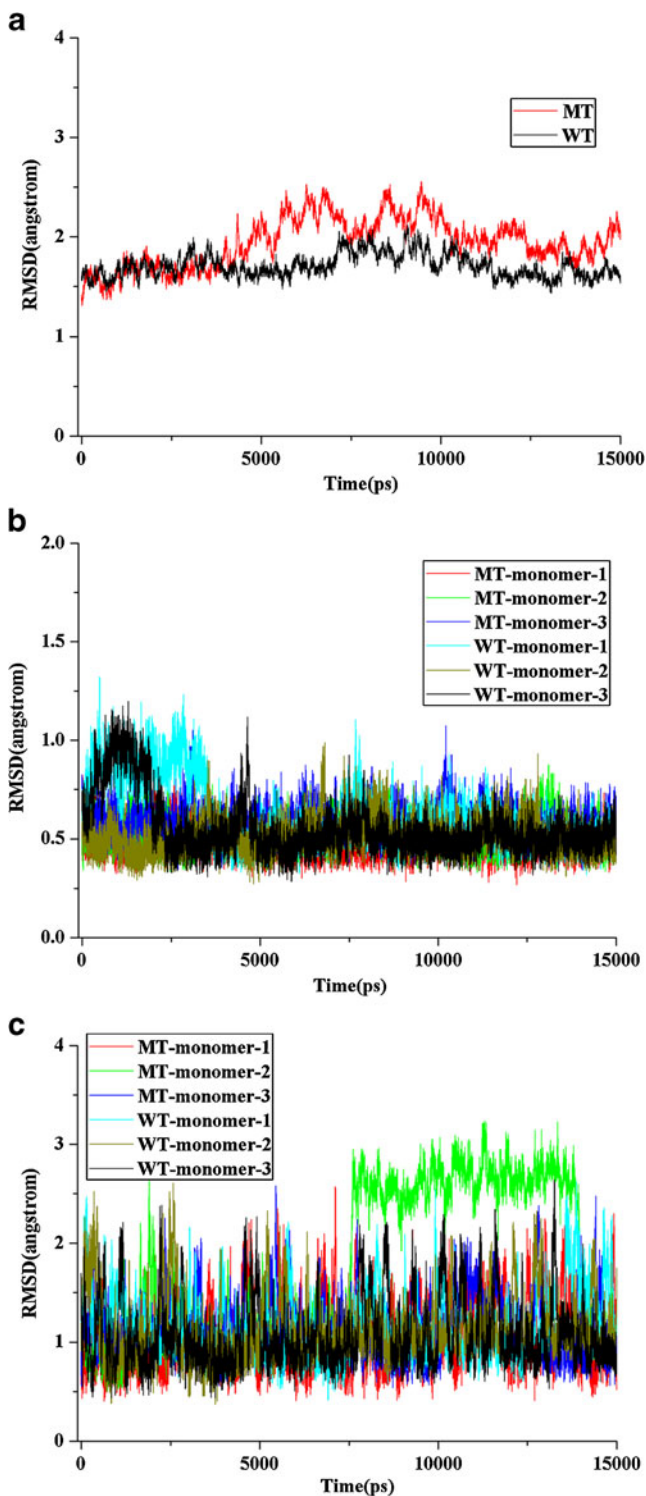 a
4
3
2
1
0
RMSD(angstrom)
MT
WT
0 5000 10000 15000
Time(ps)
b
2.0
1.5
1.0
0.5
0.0
RMSD(angstrom)
MT-monomer-1
MT-monomer-2
MT-monomer-3
WT-monomer-1
WT-monomer-2
WT-monomer-3
0 5000 10000 15000
Time(ps)
c
4
3
2
1
0
RMSD(angstrom)
MT-monomer-1
MT-monomer-2
MT-monomer-3
WT-monomer-1
WT-monomer-2
WT-monomer-3
0 5000 10000 15000
Time(ps)